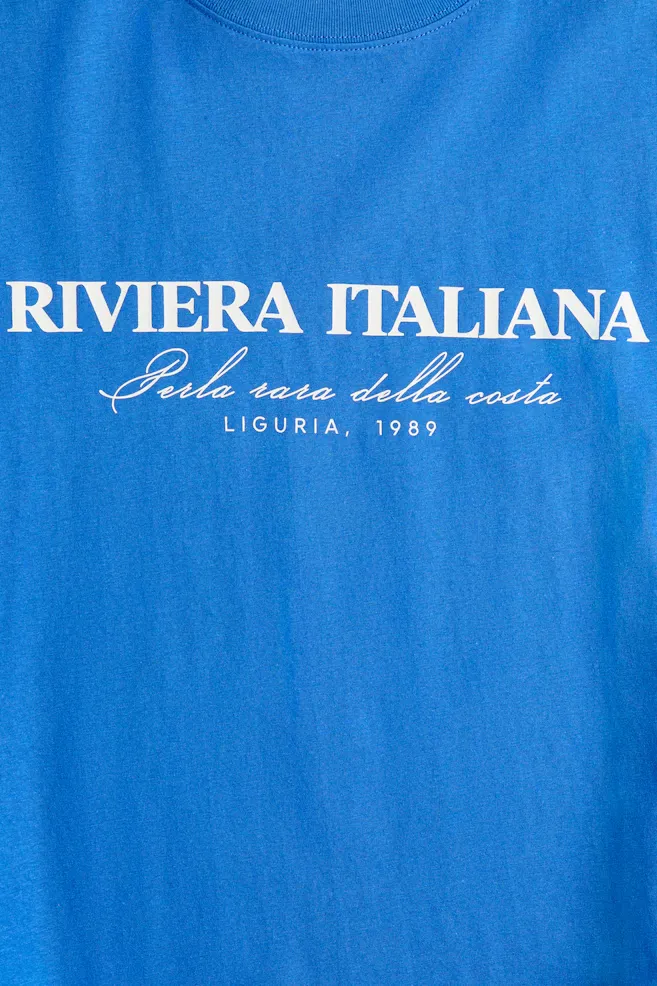 RIVIERA ITALIANA
Perla rara della costa
LIGURIA, 1989